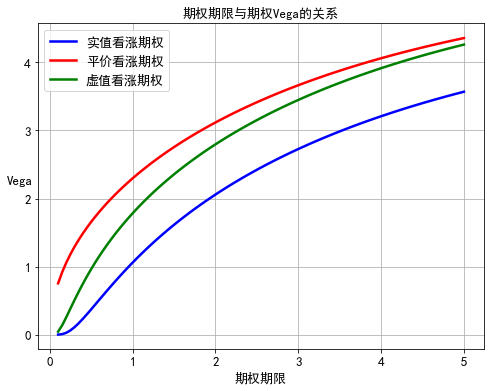 期权期限与期权Vega的关系
实值看涨期权
平价看涨期权
虚值看涨期权
4
3
Vega
2
1
0
0 1 2 3 4 5
期权期限